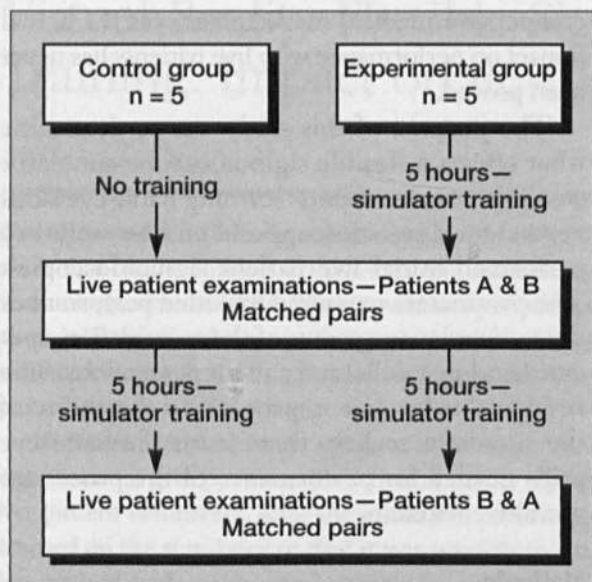 Control group
n = 5
Experimental group
n = 5
No training
5 hours—
simulator training
Live patient examinations—Patients A & B
Matched pairs
5 hours—
simulator training
5 hours—
simulator training
Live patient examinations—Patients B & A
Matched pairs